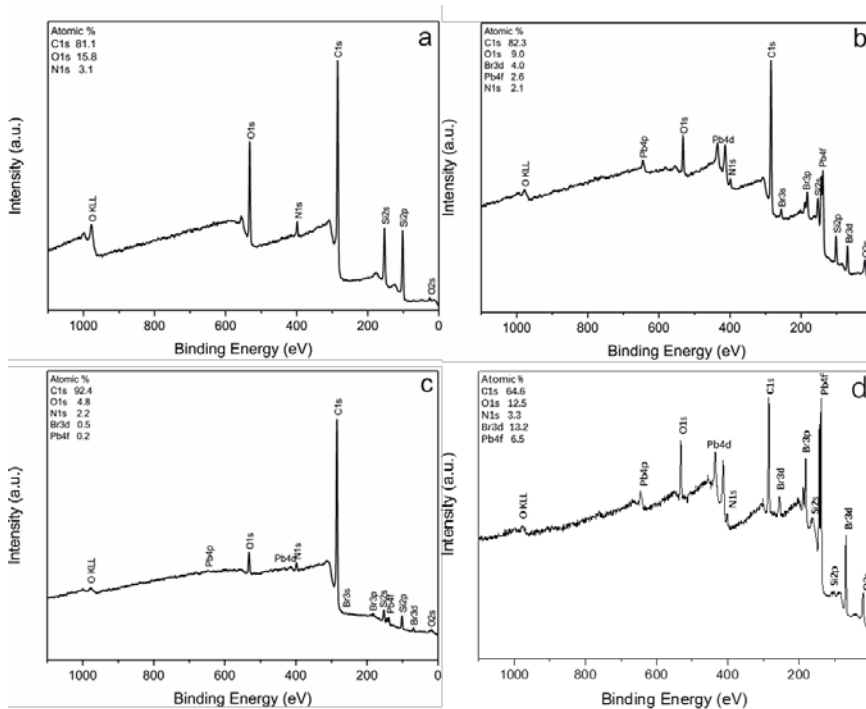 a
Atomic %
C1s 81.1
O1s 15.8
N1s 3.1
C1s
O1s
O KLL
N1s
Si2s
Si2p
O2s
Intensity (a.u.)
1000 800 600 400 200 0
Binding Energy (eV)
b
Atomic %
C1s 82.3
O1s 9.0
Br3d 4.0
Pb4f 2.6
N1s 2.1
O KLL
Pb4p
O1s
Pb4d
N1s
C1s
Br3s
Br3p
Si2s
Pb4f
Si2p
Br3d
Intensity (a.u.)
1000 800 600 400 200
Binding Energy (eV)
c
Atomic %
C1s 92.4
O1s 4.8
N1s 2.2
Br3d 0.5
Pb4f 0.2
O KLL
Pb4p
O1s
Pb4d
N1s
C1s
Br3s
Br3p
Si2s
Pb4f
Si2p
Br3d
O2s
Intensity (a.u.)
1000 800 600 400 200 0
Binding Energy (eV)
d
Atomic %
C1s 64.6
O1s 12.5
N1s 3.3
Br3d 13.2
Pb4f 6.5
O KLL
Pb4p
O1s
Pb4d
N1s
C1s
Br3d
Br3p
Si2s
Pb4f
Si2p
Br3d
Intensity (a.u.)
1000 800 600 400 200
Binding Energy (eV)